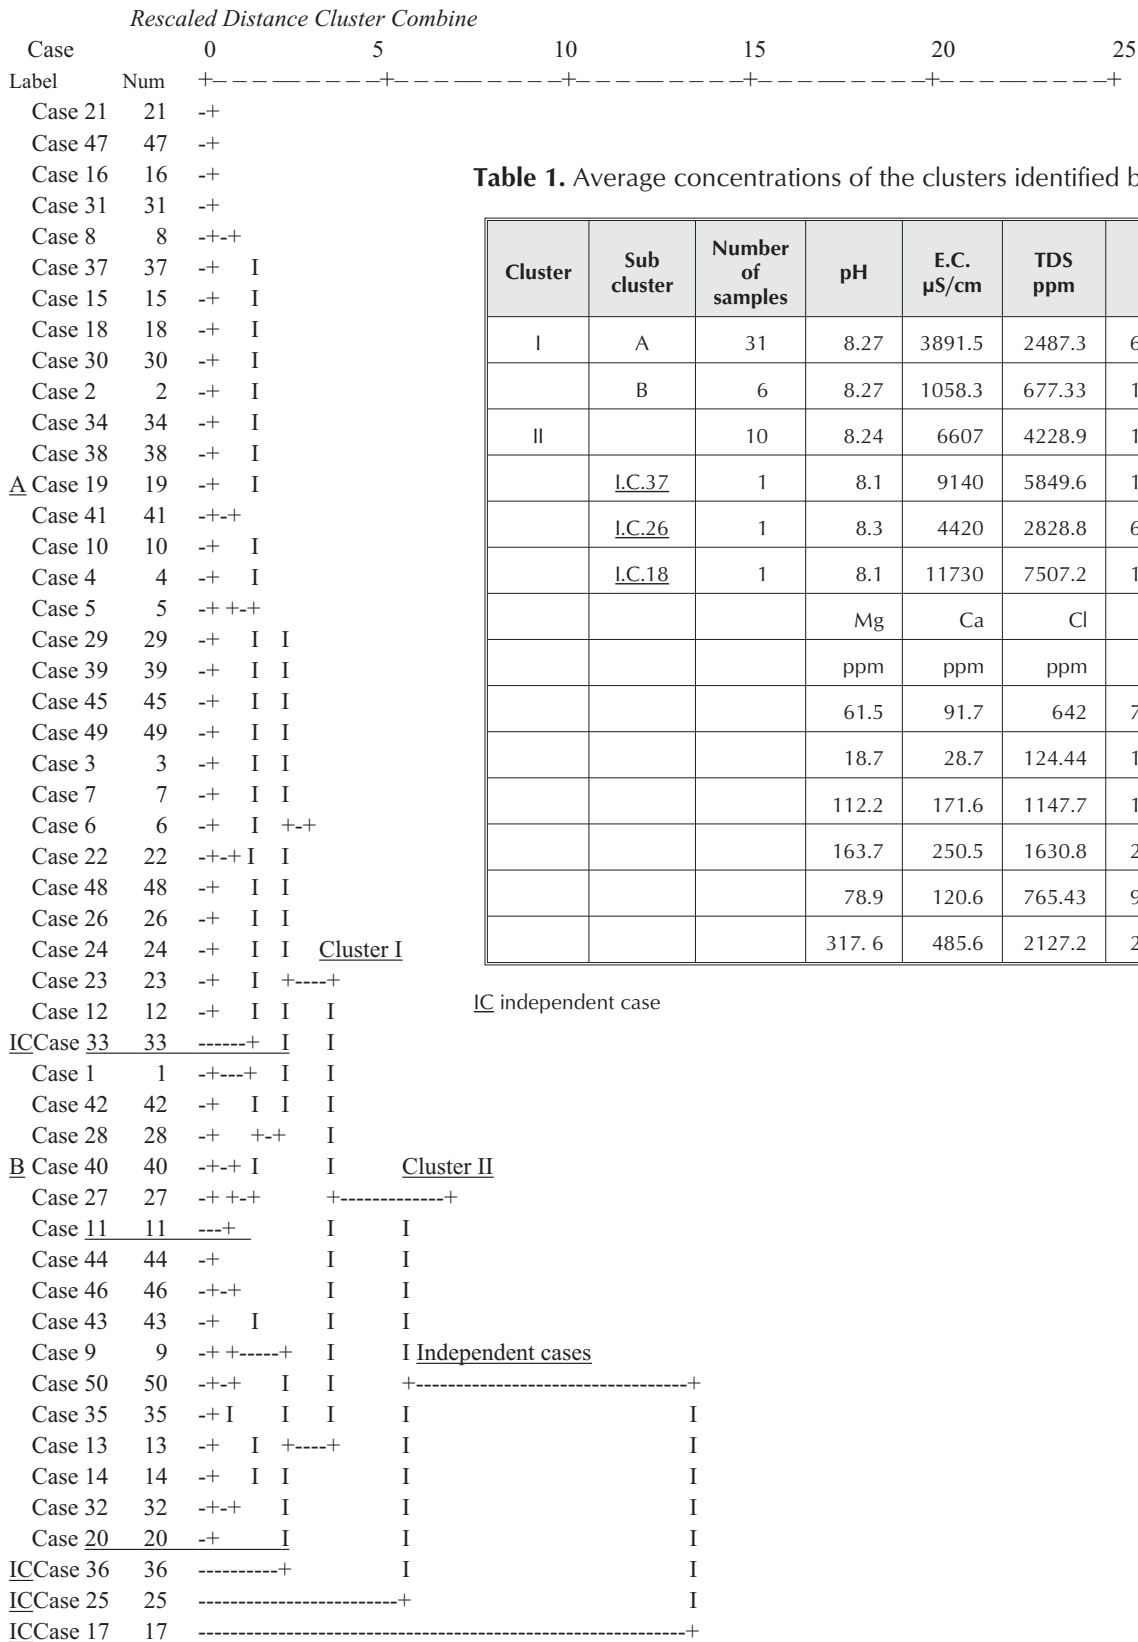 Rescaled Distance Cluster Combine
Case 0 5 10 15 20 25
Label Num +—————————+—————————+—————————+—————————+—————————+
Case 21 21 -+
Case 47 47 -+
Case 16 16 -+
Case 31 31 -+
Case 8 8 -+-+
Case 37 37 -+ I
Case 15 15 -+ I
Case 18 18 -+ I
Case 30 30 -+ I
Case 2 2 -+ I
Case 34 34 -+ I
Case 38 38 -+ I
A Case 19 19 -+ I
Case 41 41 -+-+
Case 10 10 -+ I
Case 4 4 -+ I
Case 5 5 -+ +-+
Case 29 29 -+ I I
Case 39 39 -+ I I
Case 45 45 -+ I I
Case 49 49 -+ I I
Case 3 3 -+ I I
Case 7 7 -+ I I
Case 6 6 -+ I +-+
Case 22 22 -+-+ I I
Case 48 48 -+ I I
Case 26 26 -+ I I
Case 24 24 -+ I I Cluster I
Case 23 23 -+ I +----+
Case 12 12 -+ I I I
ICCase 33 33 ------+ I I
Case 1 1 -+---+ I I
Case 42 42 -+ I I I
Case 28 28 -+ +-+ I
B Case 40 40 -+-+ I I Cluster II
Case 27 27 -+ +-+ +-------------+
Case 11 11 ---+ I I
Case 44 44 -+ I I
Case 46 46 -+-+ I I
Case 43 43 -+ I I I
Case 9 9 -+ +-----+ I I Independent cases
Case 50 50 -+-+ I I +----------------------------------+
Case 35 35 -+ I I I I I
Case 13 13 -+ I +----+ I I
Case 14 14 -+ I I I I
Case 32 32 -+-+ I I I
Case 20 20 -+ I I I
ICCase 36 36 ----------+ I I
ICCase 25 25 -------------------------+ I
ICCase 17 17 -------------------------------------------------------------+
Table 1. Average concentrations of the clusters identified b
Cluster Sub cluster Number of samples pH E.C. µS/cm TDS ppm
I A 31 8.27 3891.5 2487.3 6
B 6 8.27 1058.3 677.33 1
II 10 8.24 6607 4228.9 1
I.C.37 1 8.1 9140 5849.6 1
I.C.26 1 8.3 4420 2828.8 6
I.C.18 1 8.1 11730 7507.2 1
Mg Ca Cl
ppm ppm ppm
61.5 91.7 642 7
18.7 28.7 124.44 1
112.2 171.6 1147.7 1
163.7 250.5 1630.8 2
78.9 120.6 765.43 9
317. 6 485.6 2127.2 2
IC independent case